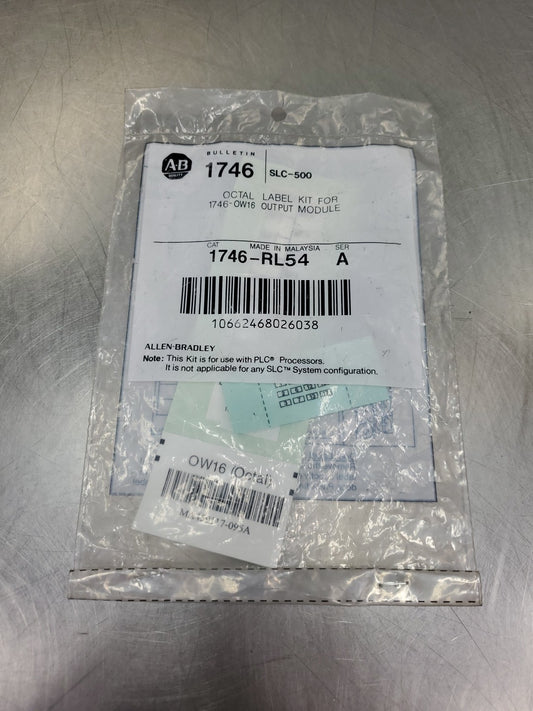 A-B
QUALITY
BULLETIN
1746
SLC-500
OCTAL LABEL KIT FOR
1746-OW16 OUTPUT MODULE
CAT
MADE IN MALAYSIA
SER
1746-RL54 A
10662468026038
ALLEN-BRADLEY
Note: This Kit is for use with PLC® Processors.
It is not applicable for any SLC™ System configuration.
OW16 (Octal)